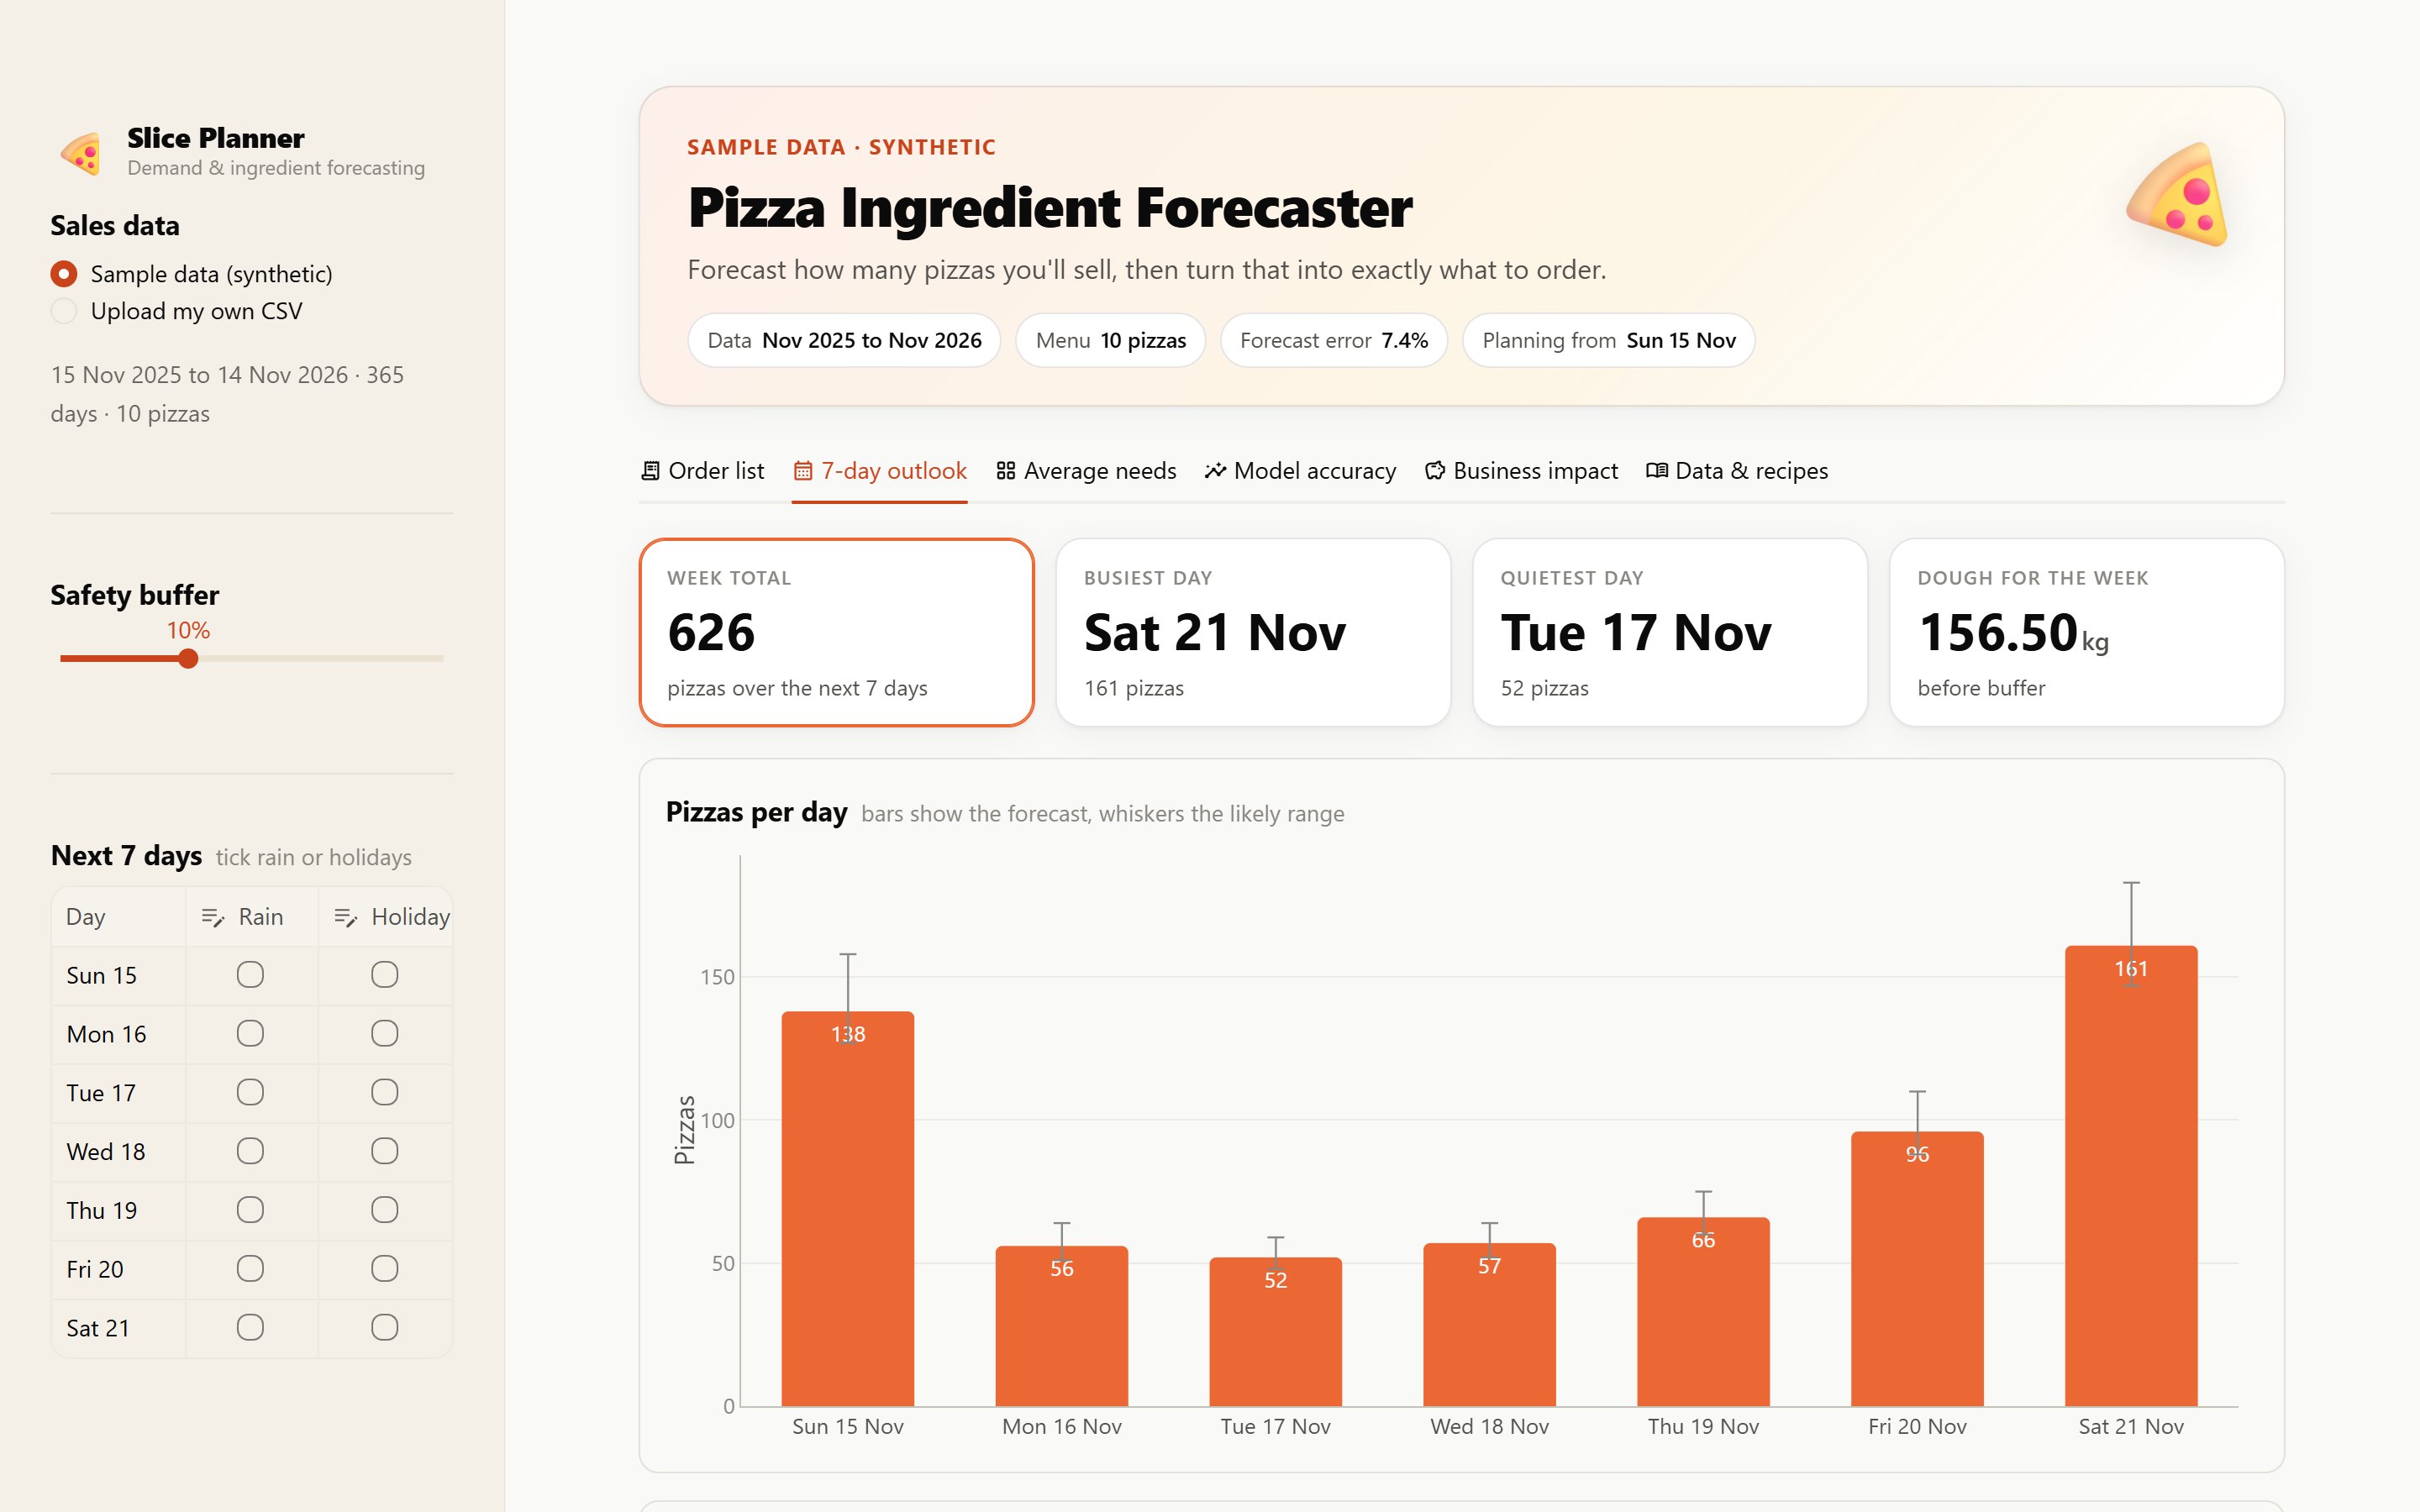 Slice Planner
Demand & ingredient forecasting
Sales data
Sample data (synthetic)
Upload my own CSV
15 Nov 2025 to 14 Nov 2026 · 365
days · 10 pizzas
Safety buffer
10%
Next 7 days tick rain or holidays
Day Rain Holiday
Sun 15
Mon 16
Tue 17
Wed 18
Thu 19
Fri 20
Sat 21
SAMPLE DATA · SYNTHETIC
Pizza Ingredient Forecaster
Forecast how many pizzas you'll sell, then turn that into exactly what to order.
Data Nov 2025 to Nov 2026 Menu 10 pizzas Forecast error 7.4% Planning from Sun 15 Nov
Order list 7-day outlook Average needs Model accuracy Business impact Data & recipes
WEEK TOTAL
626
pizzas over the next 7 days
BUSIEST DAY
Sat 21 Nov
161 pizzas
QUIETEST DAY
Tue 17 Nov
52 pizzas
DOUGH FOR THE WEEK
156.50 kg
before buffer
Pizzas per day bars show the forecast, whiskers the likely range
Pizzas
150
100
50
0
138
56
52
57
66
96
161
Sun 15 Nov Mon 16 Nov Tue 17 Nov Wed 18 Nov Thu 19 Nov Fri 20 Nov Sat 21 Nov